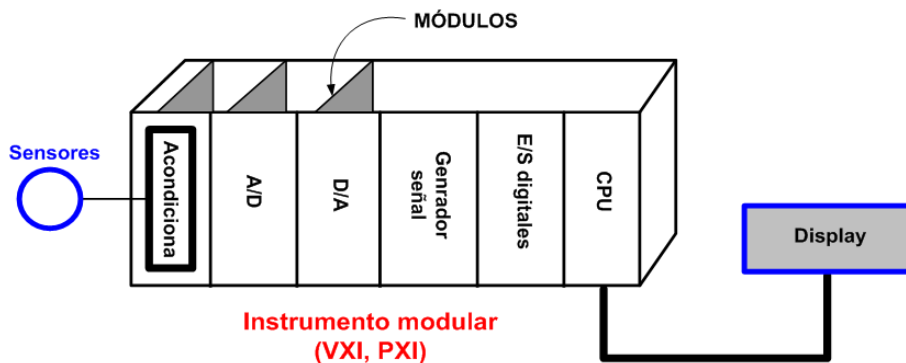 MÓDULOS
Sensores
Acondiciona
A/D
D/A
Genrador
señal
E/S digitales
CPU
Display
Instrumento modular
(VXI, PXI)